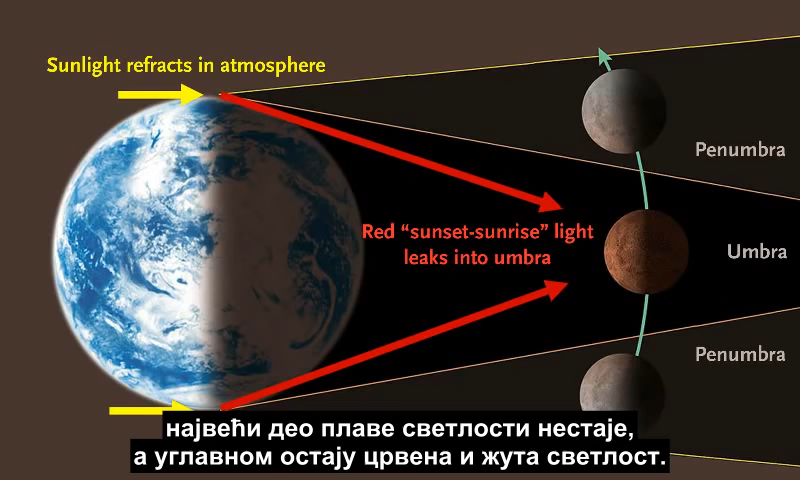 Sunlight refracts in atmosphere
Penumbra
Red “sunset-sunrise” light
leaks into umbra
Umbra
Penumbra
највећи део плаве светлости нестаје,
а углавном остају црвена и жута светлост.